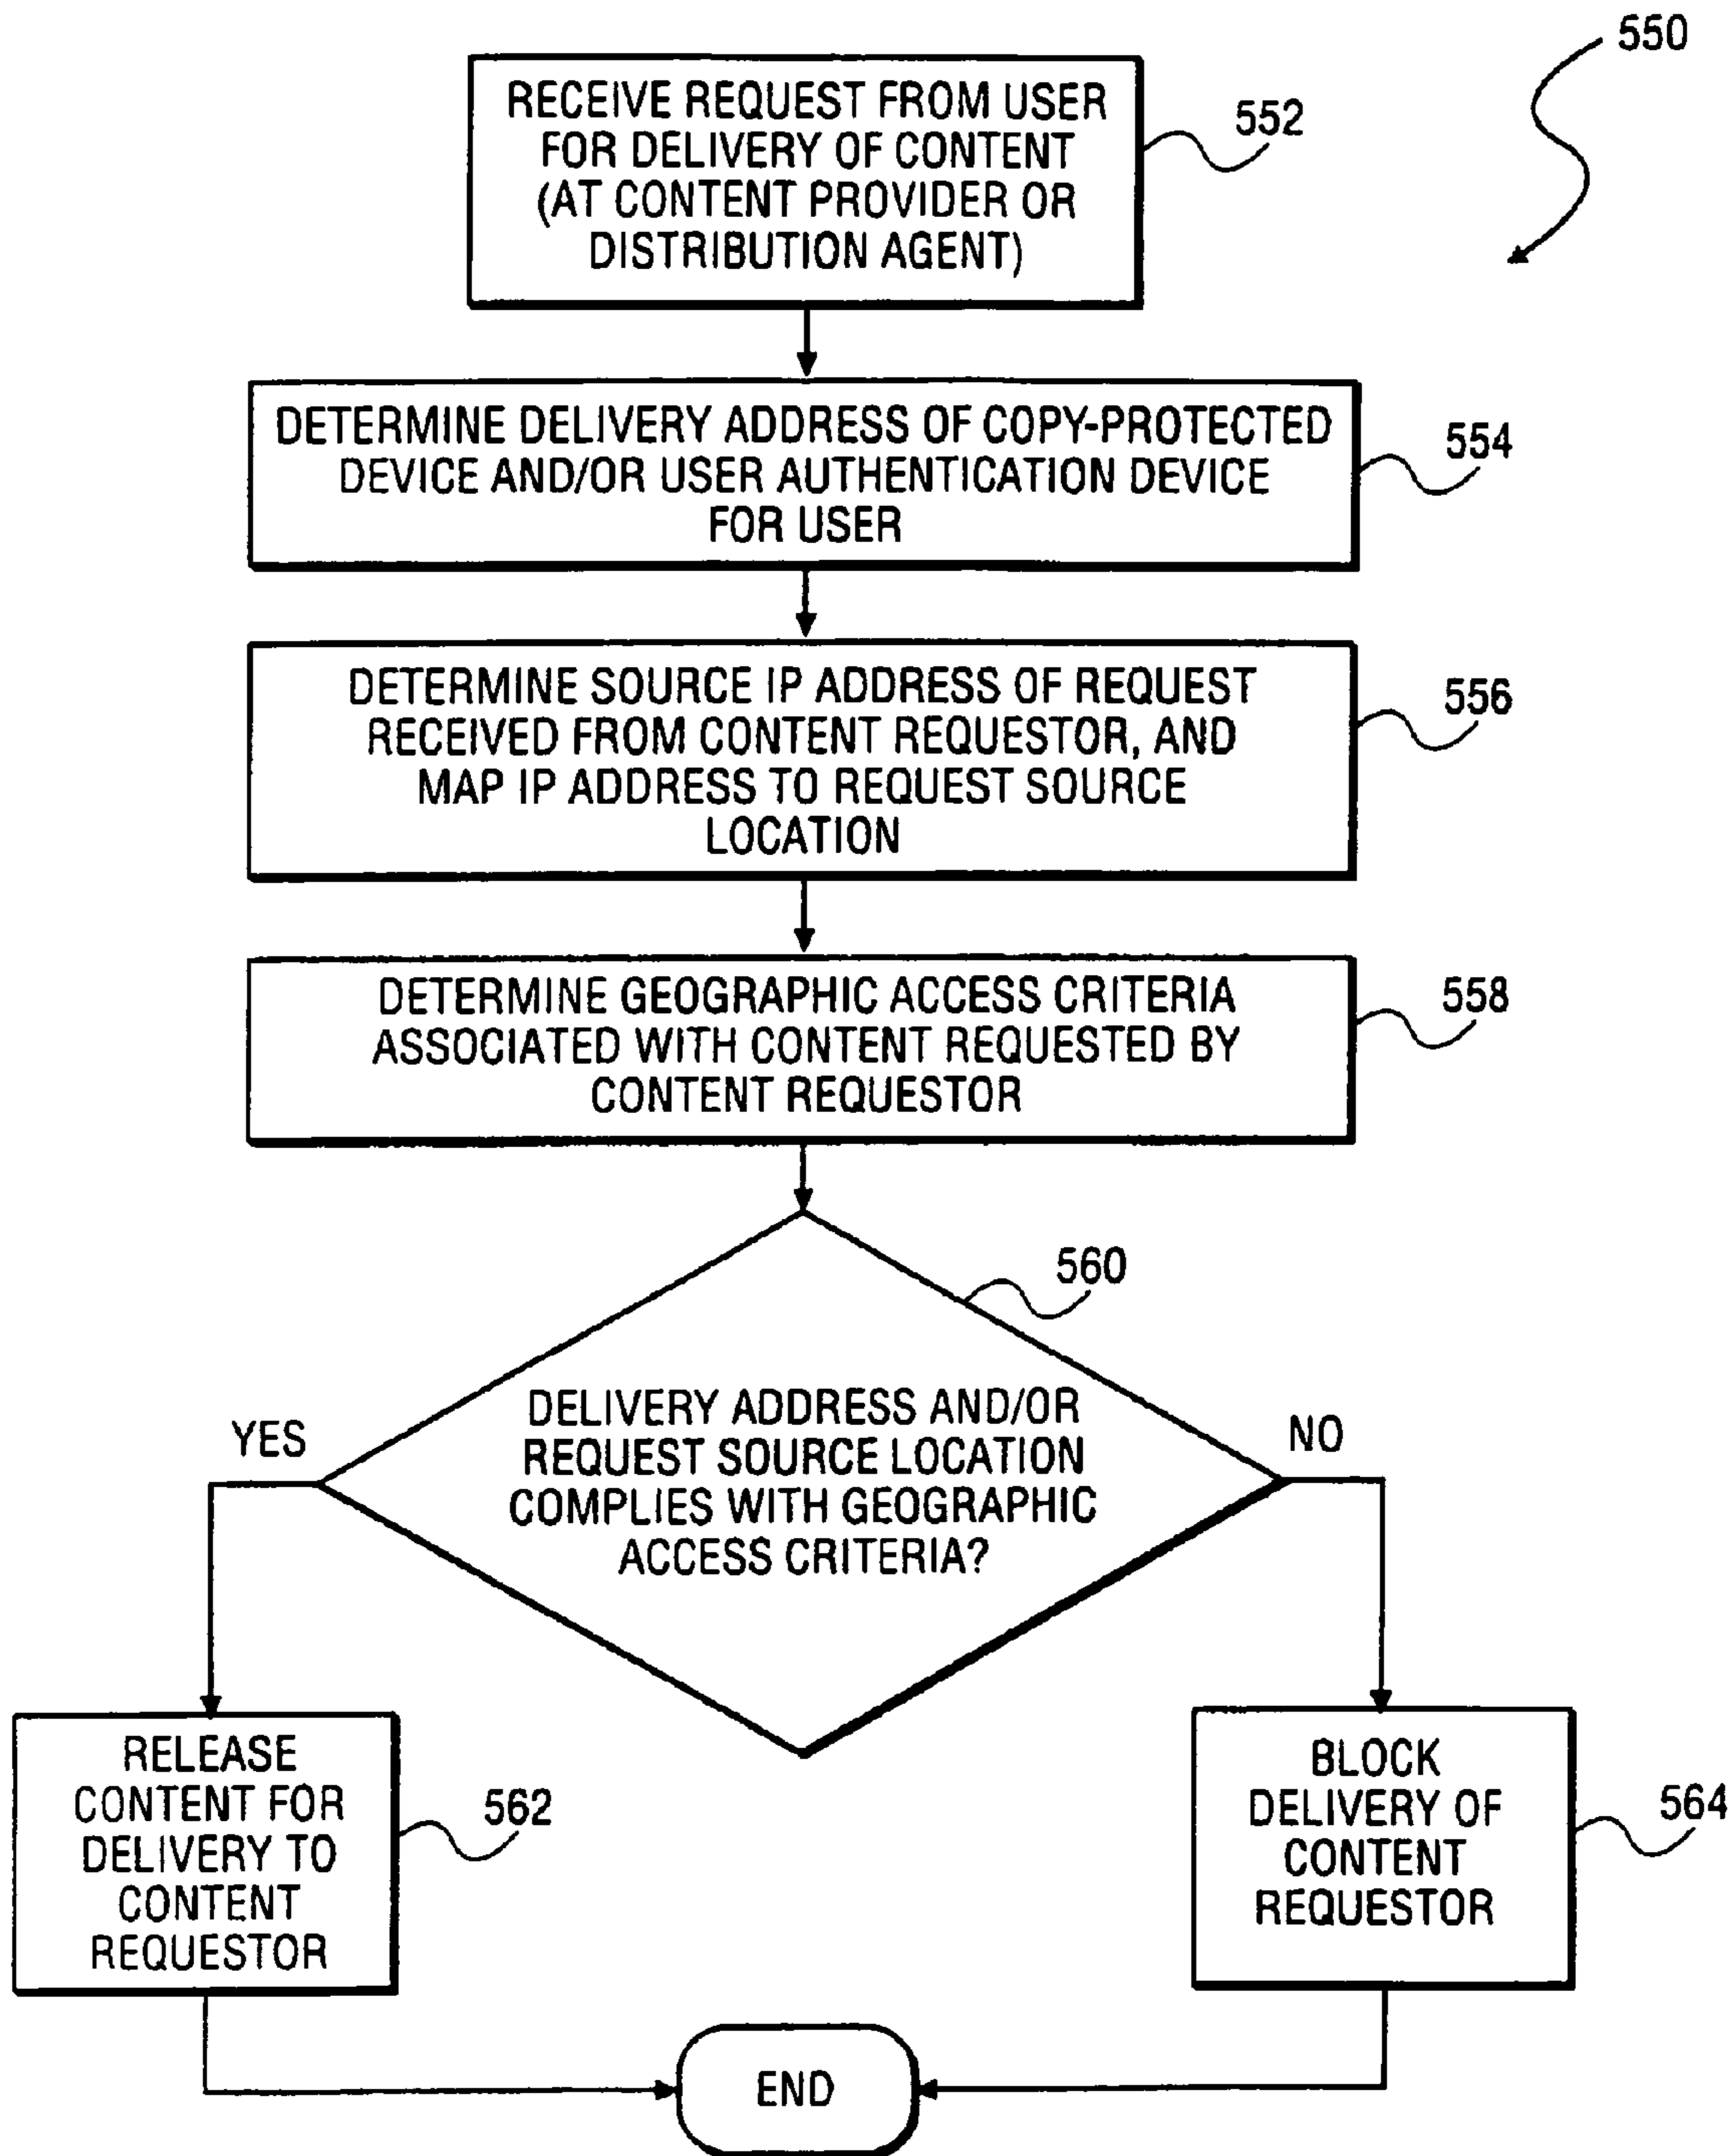 550
RECEIVE REQUEST FROM USER
FOR DELIVERY OF CONTENT
(AT CONTENT PROVIDER OR
DISTRIBUTION AGENT)
552
DETERMINE DELIVERY ADDRESS OF COPY-PROTECTED
DEVICE AND/OR USER AUTHENTICATION DEVICE
FOR USER
554
DETERMINE SOURCE IP ADDRESS OF REQUEST
RECEIVED FROM CONTENT REQUESTOR, AND
MAP IP ADDRESS TO REQUEST SOURCE
LOCATION
556
DETERMINE GEOGRAPHIC ACCESS CRITERIA
ASSOCIATED WITH CONTENT REQUESTED BY
CONTENT REQUESTOR
558
560
DELIVERY ADDRESS AND/OR
REQUEST SOURCE LOCATION
COMPLIES WITH GEOGRAPHIC
ACCESS CRITERIA?
YES
NO
RELEASE
CONTENT FOR
DELIVERY TO
CONTENT
REQUESTOR
562
BLOCK
DELIVERY OF
CONTENT
REQUESTOR
564
END